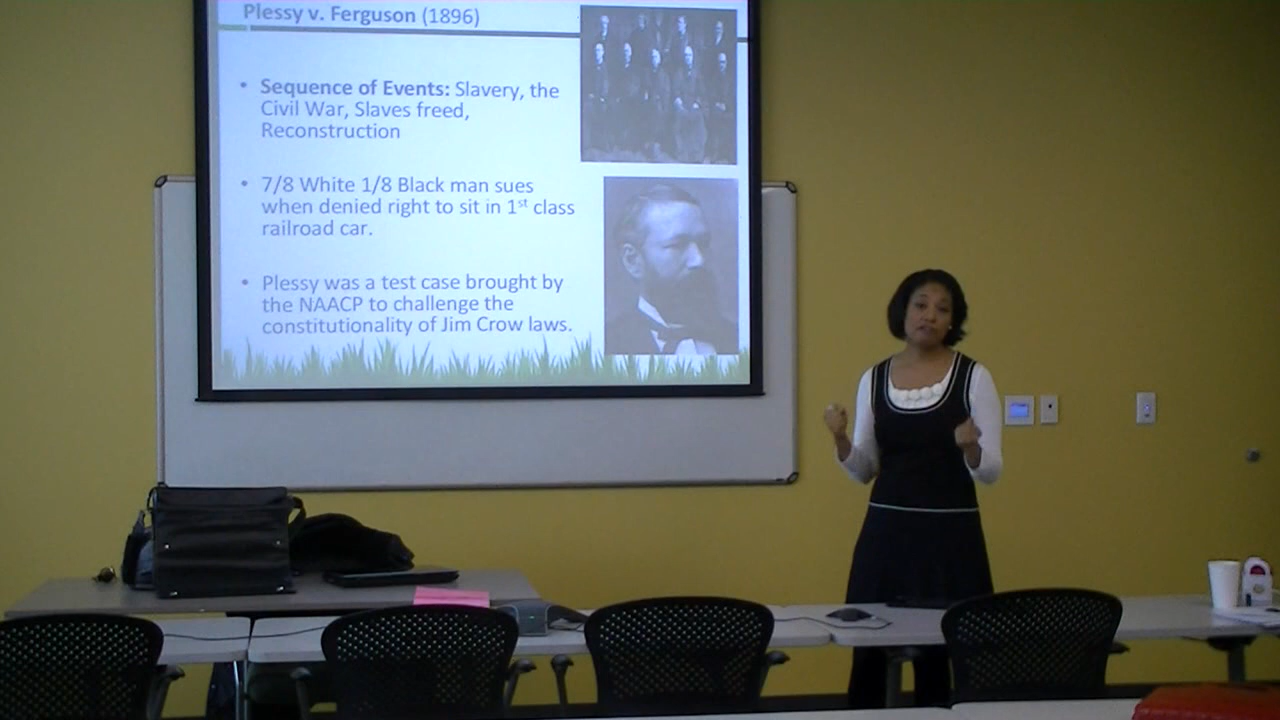 Plessy v. Ferguson (1896)
• Sequence of Events: Slavery, the
Civil War, Slaves freed,
Reconstruction
• 7/8 White 1/8 Black man sues
when denied right to sit in 1st class
railroad car.
• Plessy was a test case brought by
the NAACP to challenge the
constitutionality of Jim Crow laws.